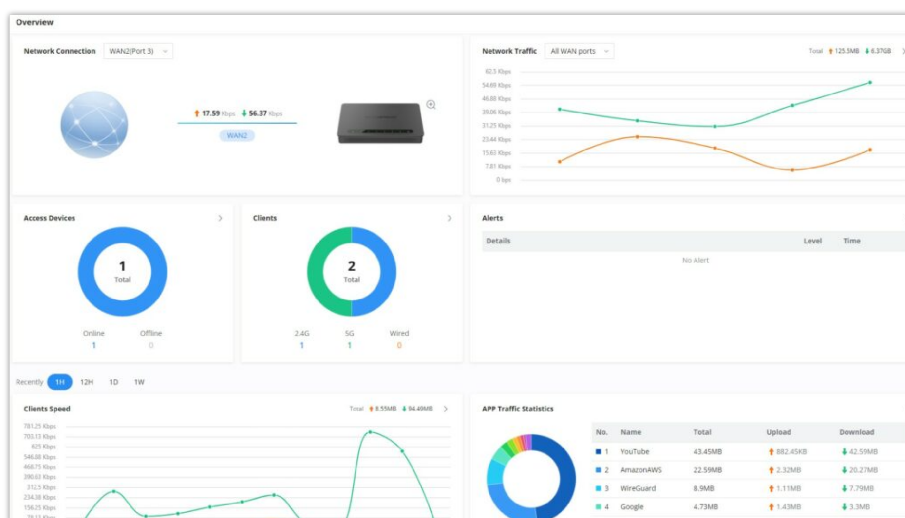 Overview
Network Connection WAN2(Port 3)
17.59 Kbps 56.37 Kbps
WAN2
Network Traffic All WAN ports Total 125.5MB 6.37GB
62.5 Kbps
54.69 Kbps
46.88 Kbps
39.06 Kbps
31.25 Kbps
23.44 Kbps
15.63 Kbps
7.81 Kbps
0 bps
Access Devices
1
Total
Online Offline
1 0
Clients
2
Total
2.4G 5G Wired
1 1 0
Alerts
Details Level Time
No Alert
Recently 1H 12H 1D 1W
Clients Speed Total 8.55MB 94.49MB
781.25 Kbps
703.13 Kbps
625 Kbps
546.88 Kbps
468.75 Kbps
390.63 Kbps
312.5 Kbps
234.38 Kbps
156.25 Kbps
78.13 Kbps
APP Traffic Statistics
No. Name Total Upload Download
1 YouTube 43.45MB 882.45KB 42.59MB
2 AmazonAWS 22.59MB 2.32MB 20.27MB
3 WireGuard 8.9MB 1.11MB 7.79MB
4 Google 4.73MB 1.43MB 3.3MB